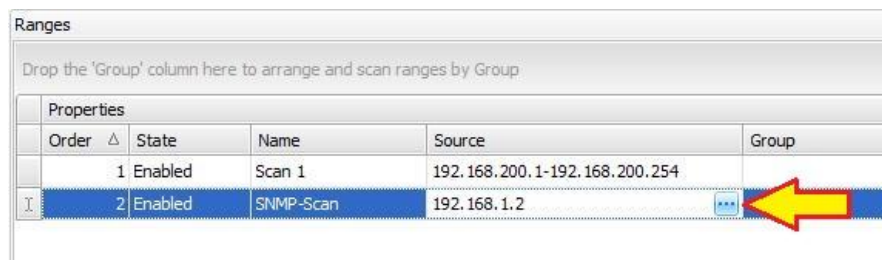 Ranges
Drop the 'Group' column here to arrange and scan ranges by Group
Properties
Order State Name Source Group
1 Enabled Scan 1 192.168.200.1-192.168.200.254
2 Enabled SNMP-Scan 192.168.1.2 ...